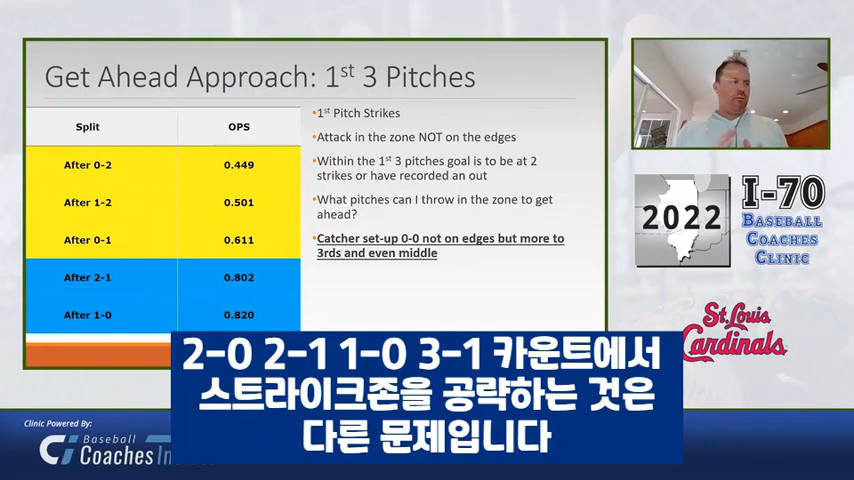 Get Ahead Approach: 1st 3 Pitches
Split OPS
After 0-2 0.449
After 1-2 0.501
After 0-1 0.611
After 2-1 0.802
After 1-0 0.820
•1st Pitch Strikes
•Attack in the zone NOT on the edges
•Within the 1st 3 pitches goal is to be at 2
strikes or have recorded an out
•What pitches can I throw in the zone to get
ahead?
•Catcher set-up 0-0 not on edges but more to
3rds and even middle
2022
I-70
BASEBALL
COACHES
CLINIC
St. Louis
Cardinals
2-0 2-1 1-0 3-1 카운트에서
스트라이크존을 공략하는 것은
다른 문제입니다
Clinic Powered By:
Baseball
Coaches